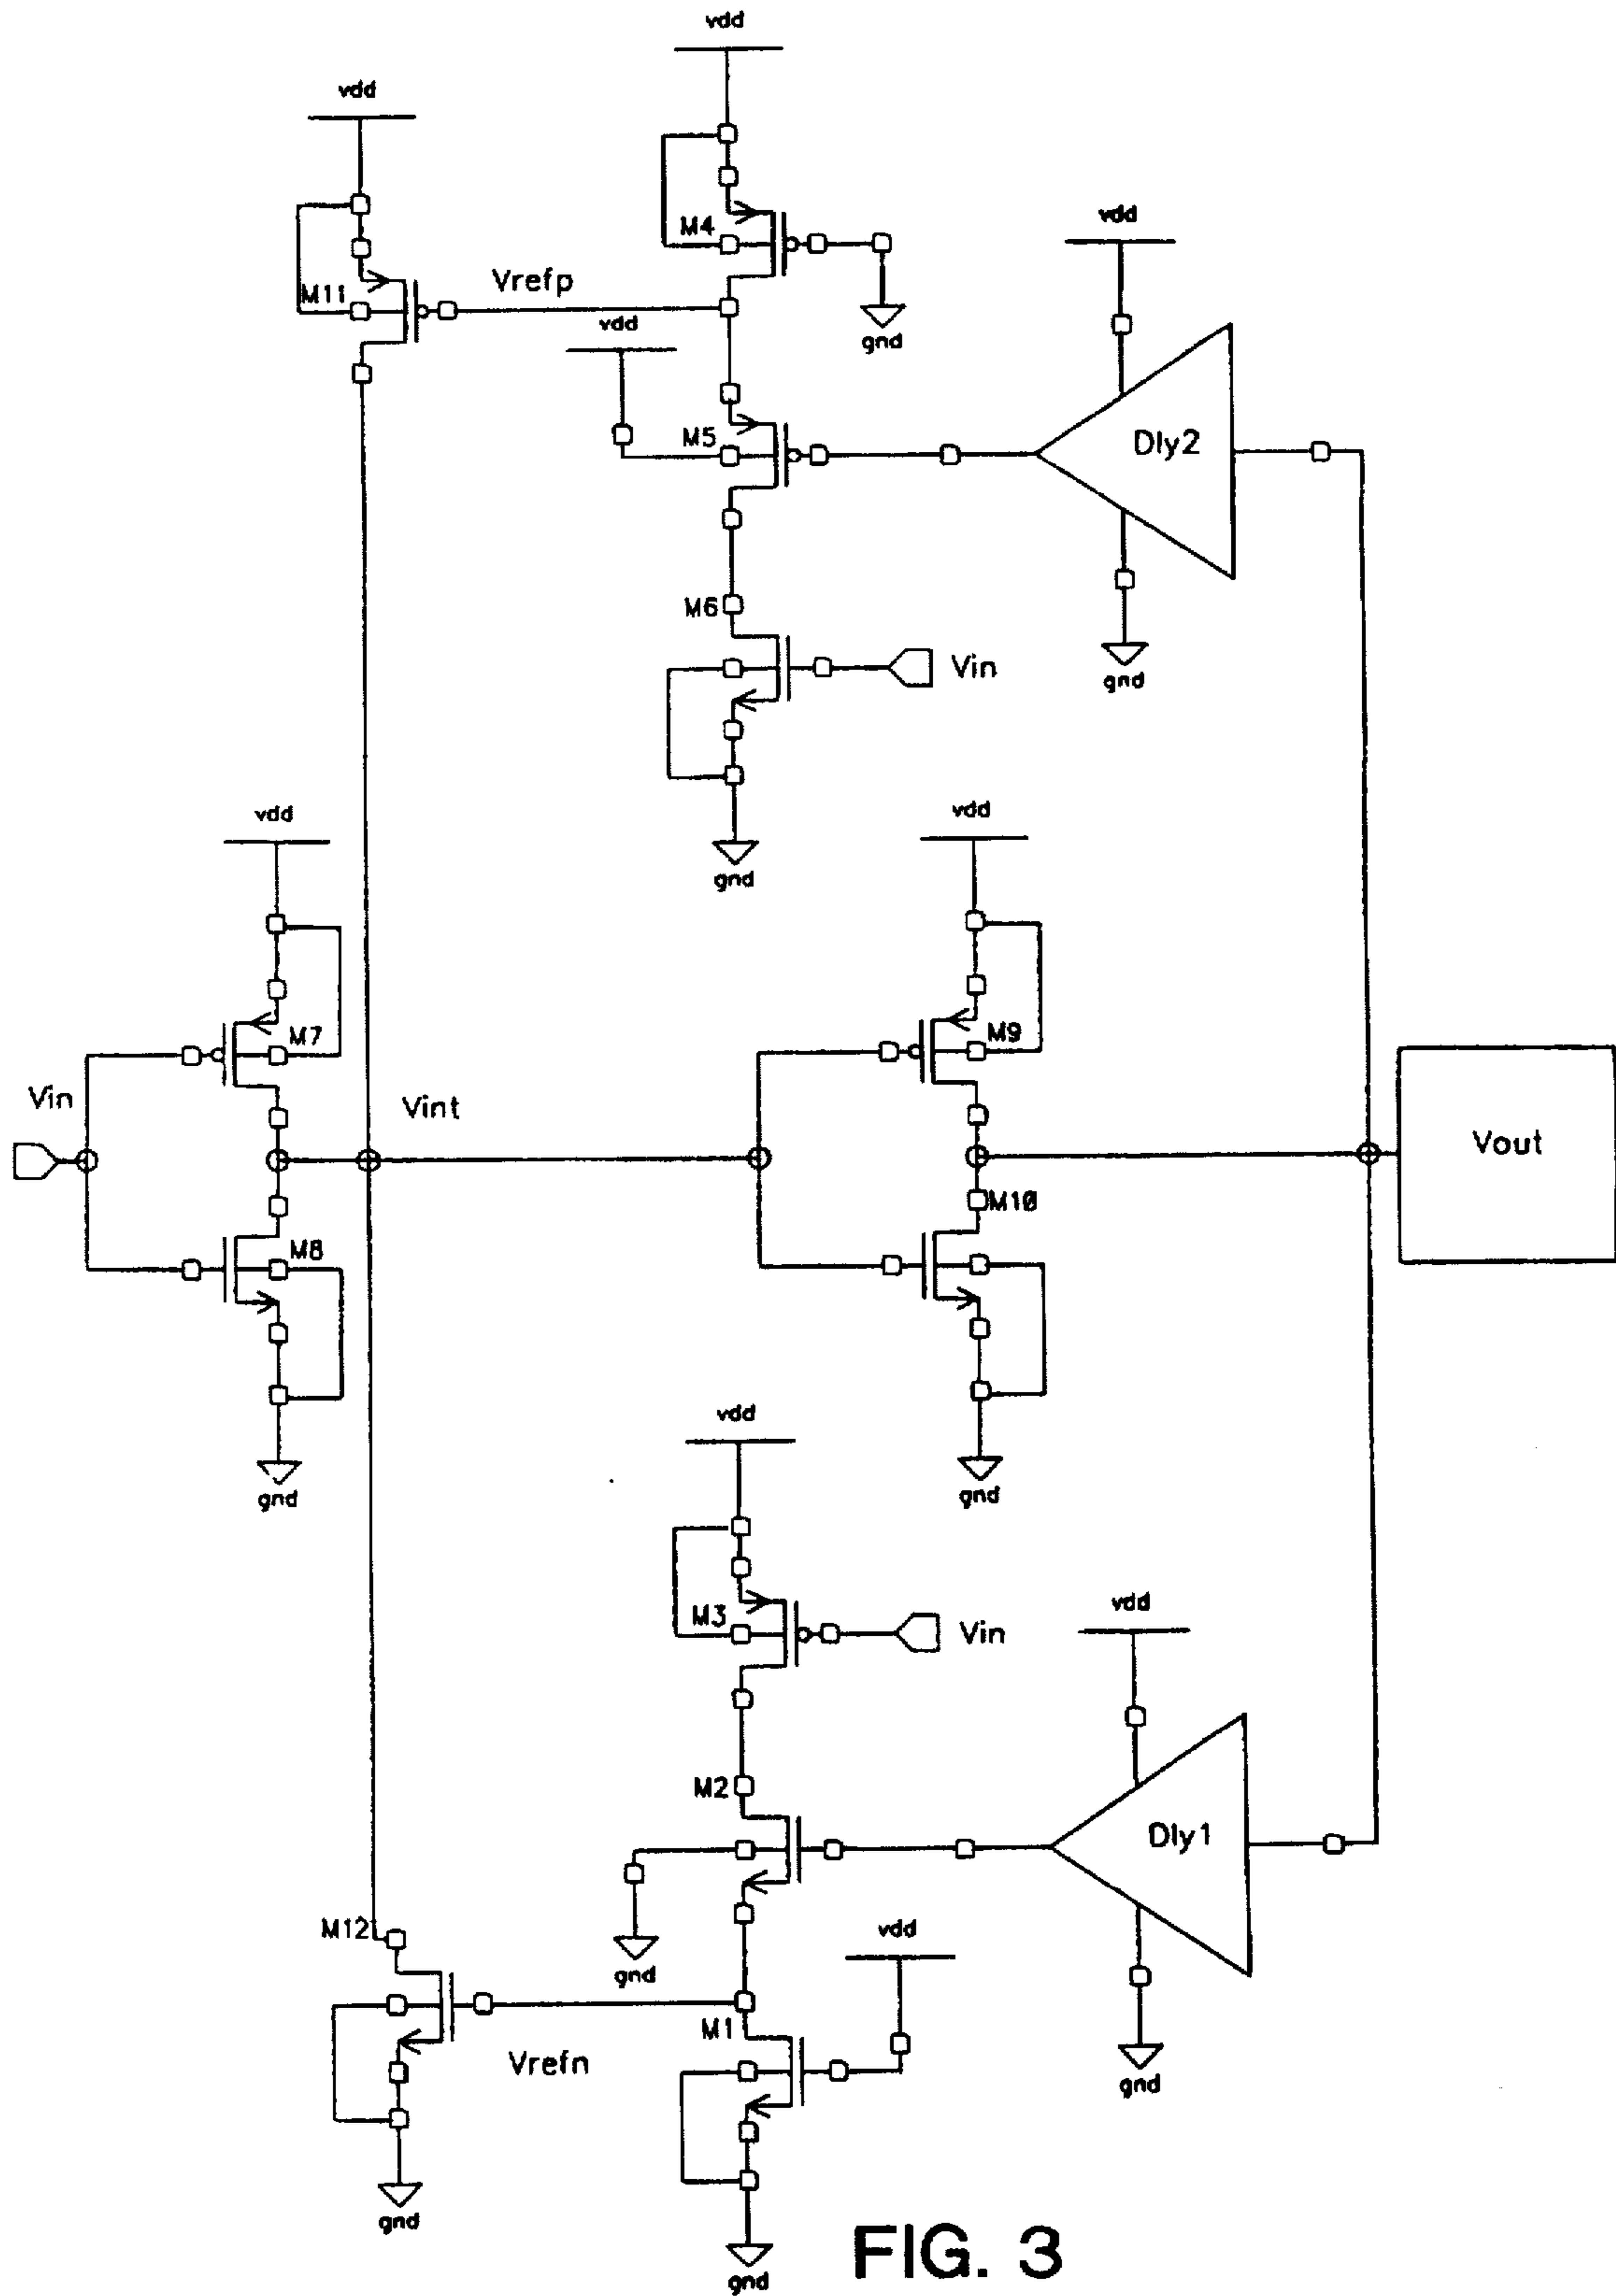 vdd
vdd
M4
M11
Vrefp
vdd
gnd
vdd
M5
Dly2
M6
Vin
gnd
gnd
vdd
vdd
M7
M9
Vin
Vint
Vout
M8
M10
gnd
gnd
vdd
M3
Vin
vdd
M2
Dly1
M12
gnd
vdd
M1
Vrefn
gnd
gnd
gnd
FIG. 3